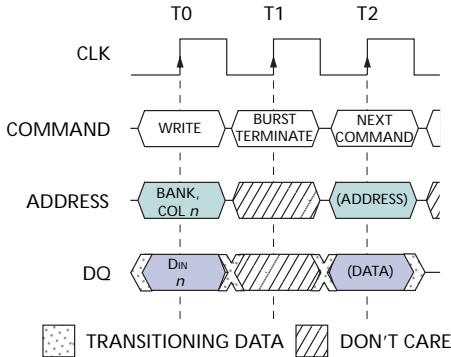 T0 T1 T2
CLK
COMMAND WRITE BURST TERMINATE NEXT COMMAND
ADDRESS BANK, COL n (ADDRESS)
DQ DIN n (DATA)
TRANSITIONING DATA DON'T CARE